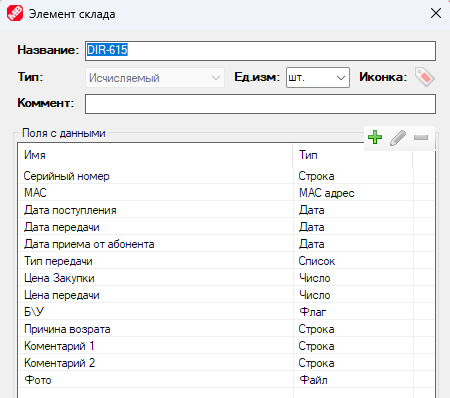 Элемент склада
Название: DIR-615
Тип: Исчисляемый Ед.изм: шт. Иконка:
Коммент:
Поля с данными
Имя Тип
Серийный номер Строка
MAC MAC адрес
Дата поступления Дата
Дата передачи Дата
Дата приема от абонента Дата
Тип передачи Список
Цена Закупки Число
Цена передачи Число
Б\У Флаг
Причина возрата Строка
Коментарий 1 Строка
Коментарий 2 Строка
Фото Файл